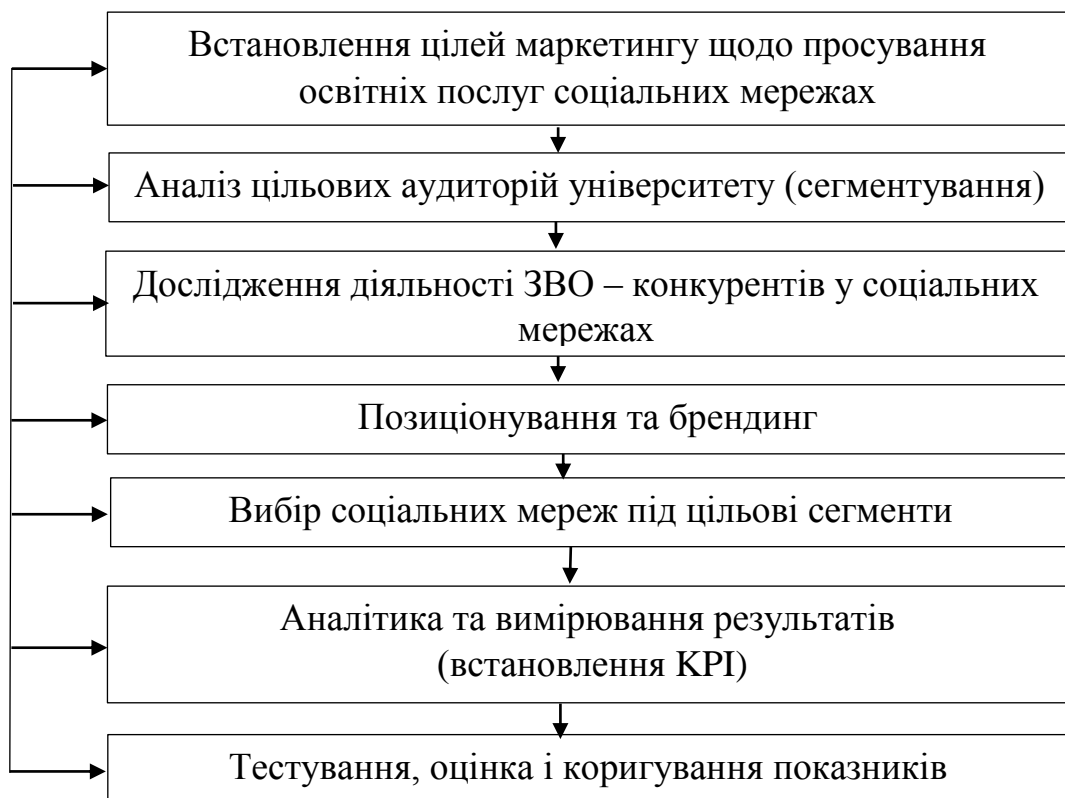 Встановлення цілей маркетингу щодо просування
освітніх послуг соціальних мережах
Аналіз цільових аудиторій університету (сегментування)
Дослідження діяльності ЗВО – конкурентів у соціальних
мережах
Позиціонування та брендинг
Вибір соціальних мереж під цільові сегменти
Аналітика та вимірювання результатів
(встановлення KPI)
Тестування, оцінка і коригування показників